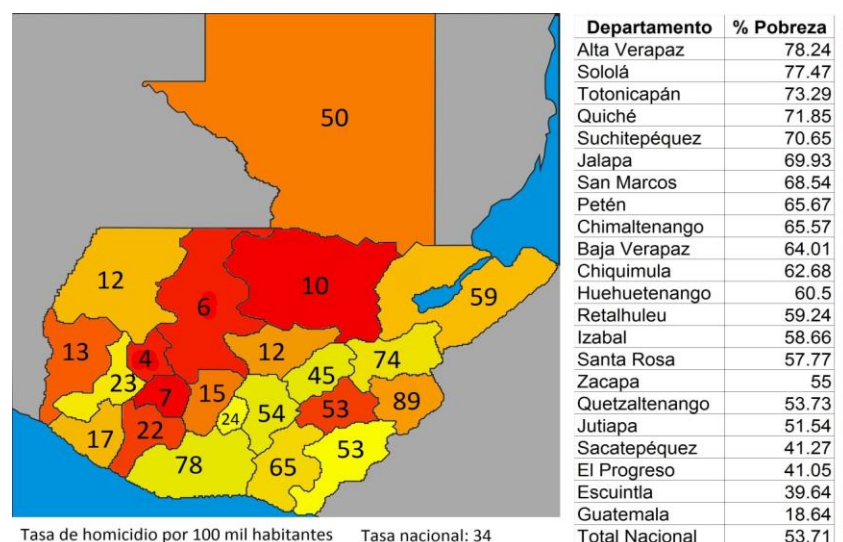 50
12
6
10
59
13
4
12
74
23
7
15
45
24
54
53
89
17
22
78
65
53
Tasa de homicidio por 100 mil habitantes Tasa nacional: 34
Departamento % Pobreza
Alta Verapaz 78.24
Sololá 77.47
Totonicapán 73.29
Quiché 71.85
Suchitepéquez 70.65
Jalapa 69.93
San Marcos 68.54
Petén 65.67
Chimaltenango 65.57
Baja Verapaz 64.01
Chiquimula 62.68
Huehuetenango 60.5
Retalhuleu 59.24
Izabal 58.66
Santa Rosa 57.77
Zacapa 55
Quetzaltenango 53.73
Jutiapa 51.54
Sacatepéquez 41.27
El Progreso 41.05
Escuintla 39.64
Guatemala 18.64
Total Nacional 53.71